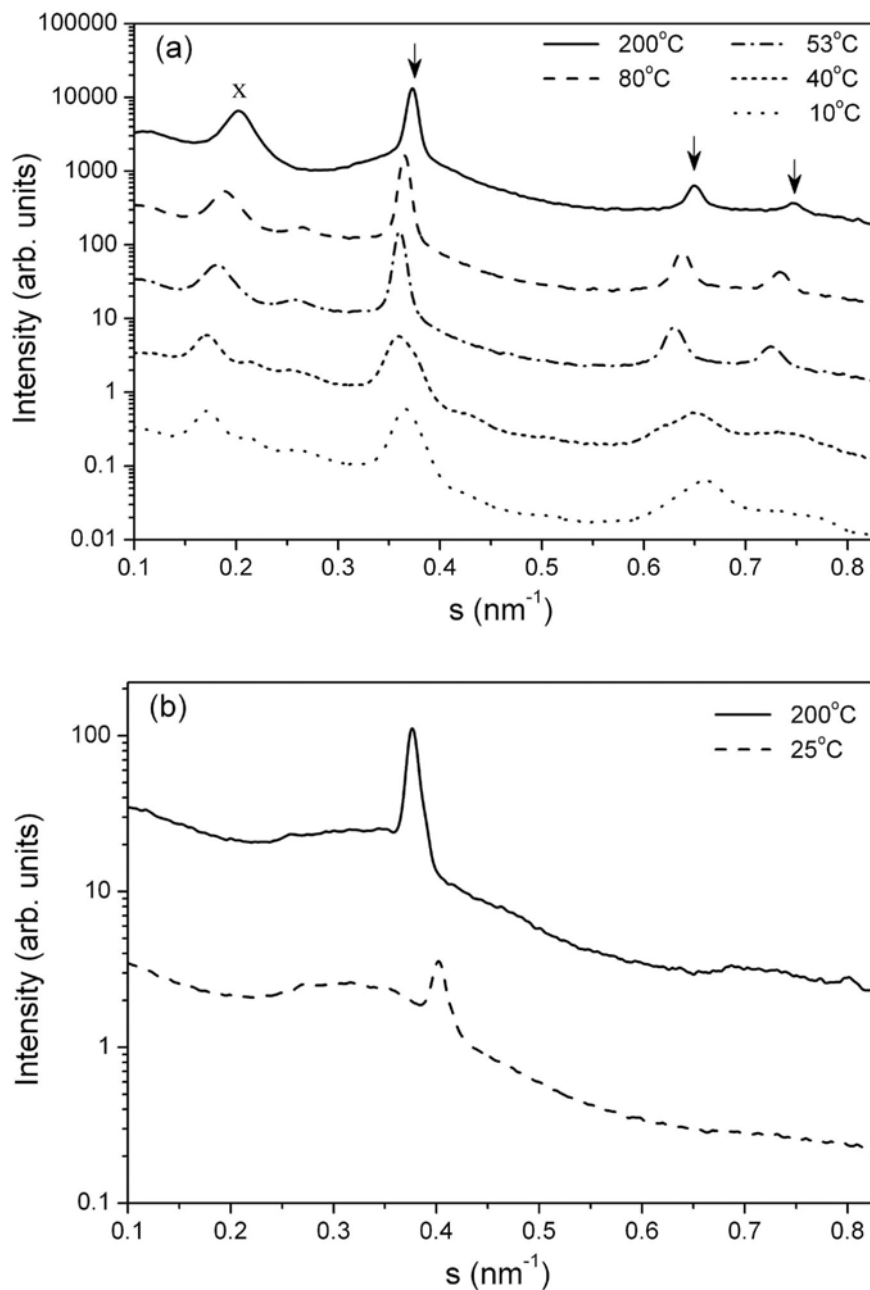 (a)
200°C
80°C
53°C
40°C
10°C
x
100000
10000
1000
100
10
1
0.1
0.01
Intensity (arb. units)
0.1 0.2 0.3 0.4 0.5 0.6 0.7 0.8
s (nm⁻¹)
(b)
200°C
25°C
100
10
1
0.1
Intensity (arb. units)
0.1 0.2 0.3 0.4 0.5 0.6 0.7 0.8
s (nm⁻¹)